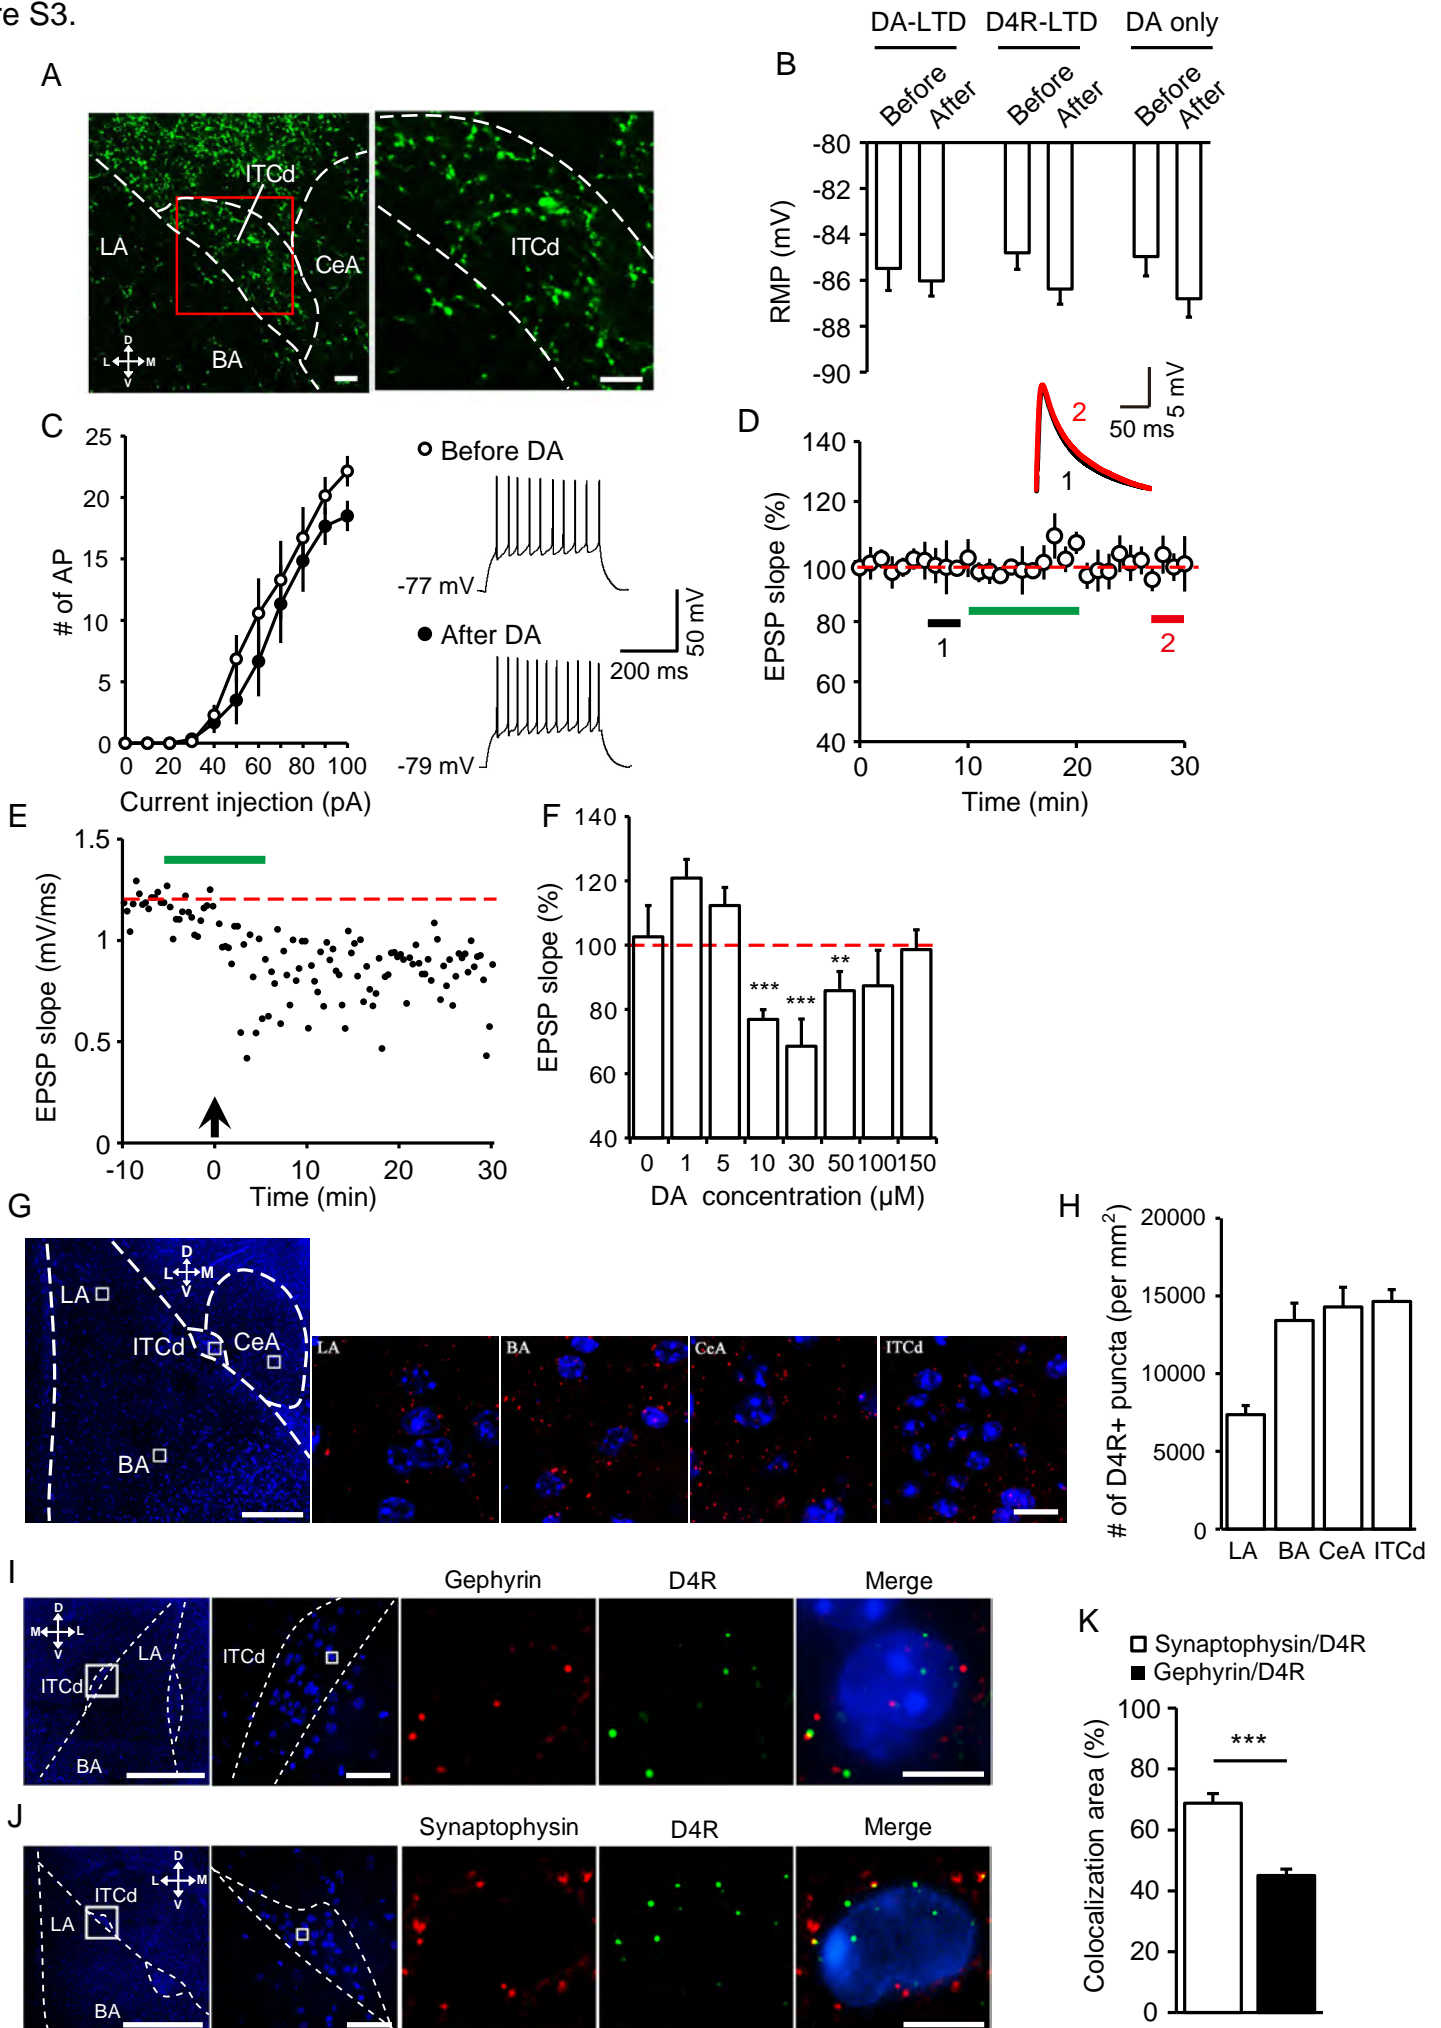 re S3.
A
ITCd
LA
CeA
BA
D
L
M
V
ITCd
B
DA-LTD
D4R-LTD
DA only
Before
After
Before
After
Before
After
RMP (mV)
-80
-82
-84
-86
-88
-90
C
# of AP
25
20
15
10
5
0
0 20 40 60 80 100
Current injection (pA)
Before DA
-77 mV
After DA
-79 mV
50 mV
200 ms
D
EPSP slope (%)
140
120
100
80
60
40
2
1
5 mV
50 ms
1
2
0 10 20 30
Time (min)
E
EPSP slope (mV/ms)
1.5
1
0.5
0
-10 0 10 20 30
Time (min)
F
EPSP slope (%)
140
120
100
80
60
40
***
***
**
0 1 5 10 30 50 100 150
DA concentration (µM)
G
D
L
M
V
LA
ITCd
CeA
BA
LA
BA
CeA
ITCd
H
# of D4R+ puncta (per mm²)
20000
15000
10000
5000
0
LA BA CeA ITCd
I
D
M
L
V
LA
ITCd
BA
ITCd
Gephyrin
D4R
Merge
J
D
L
M
V
ITCd
LA
BA
Synaptophysin
D4R
Merge
K
Synaptophysin/D4R
Gephyrin/D4R
Colocalization area (%)
100
80
60
40
20
0
***